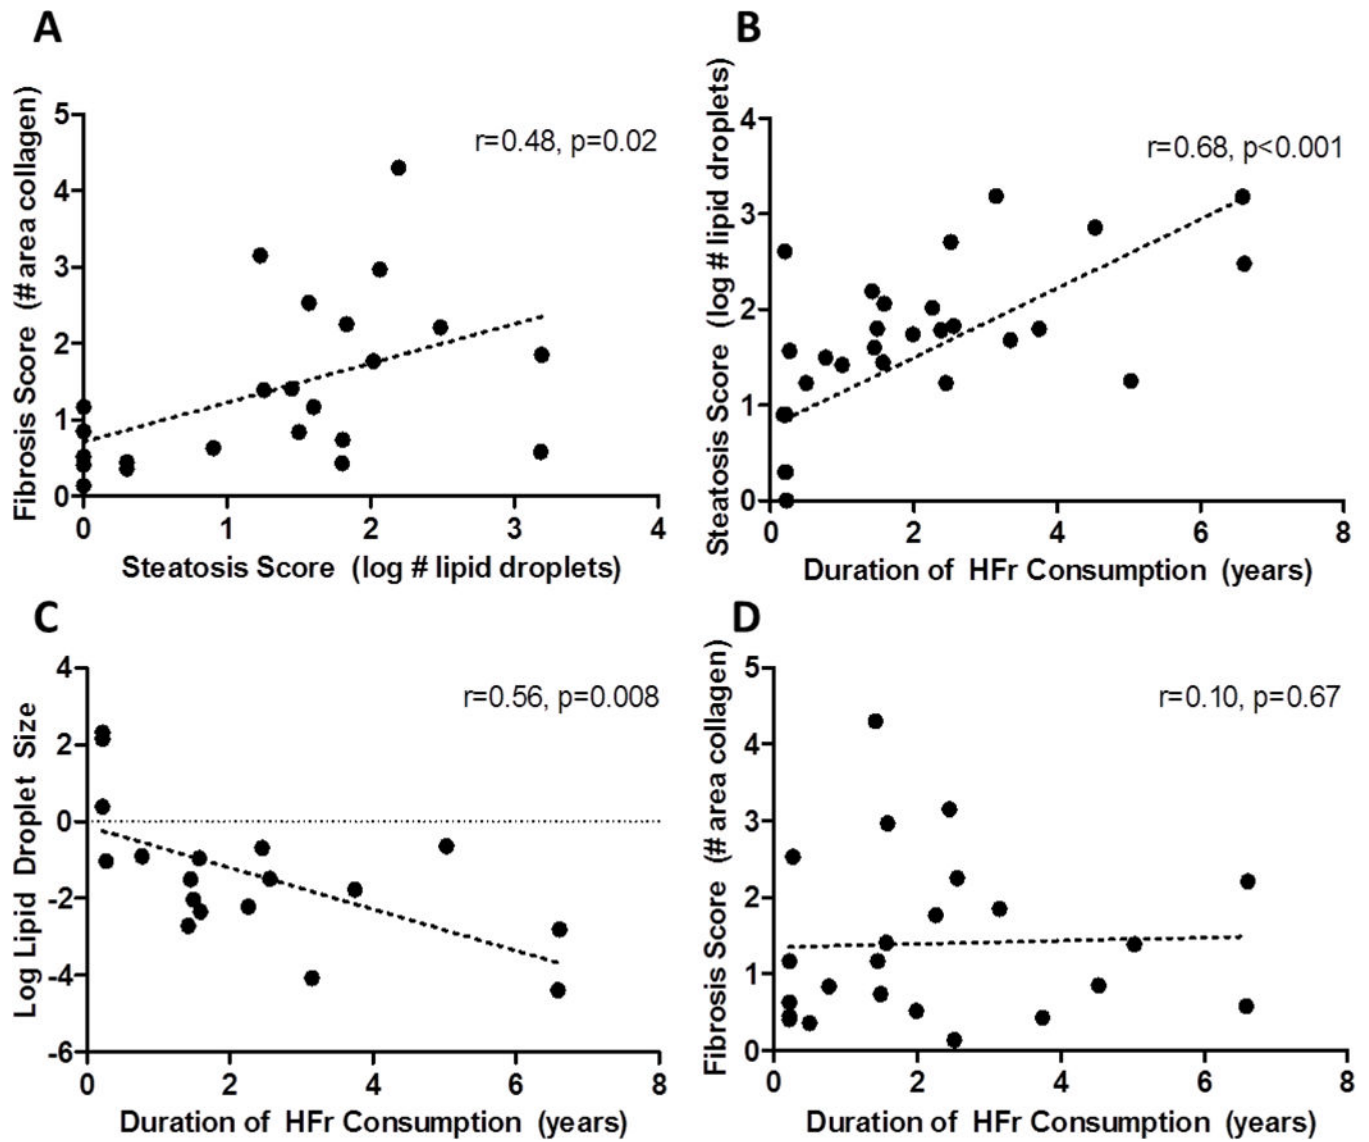 A
Fibrosis Score (# area collagen)
5
4
3
2
1
0
r=0.48, p=0.02
0 1 2 3 4
Steatosis Score (log # lipid droplets)
B
Steatosis Score (log # lipid droplets)
4
3
2
1
0
r=0.68, p<0.001
0 2 4 6 8
Duration of HFr Consumption (years)
C
Log Lipid Droplet Size
4
2
0
-2
-4
-6
r=0.56, p=0.008
0 2 4 6 8
Duration of HFr Consumption (years)
D
Fibrosis Score (# area collagen)
5
4
3
2
1
0
r=0.10, p=0.67
0 2 4 6 8
Duration of HFr Consumption (years)